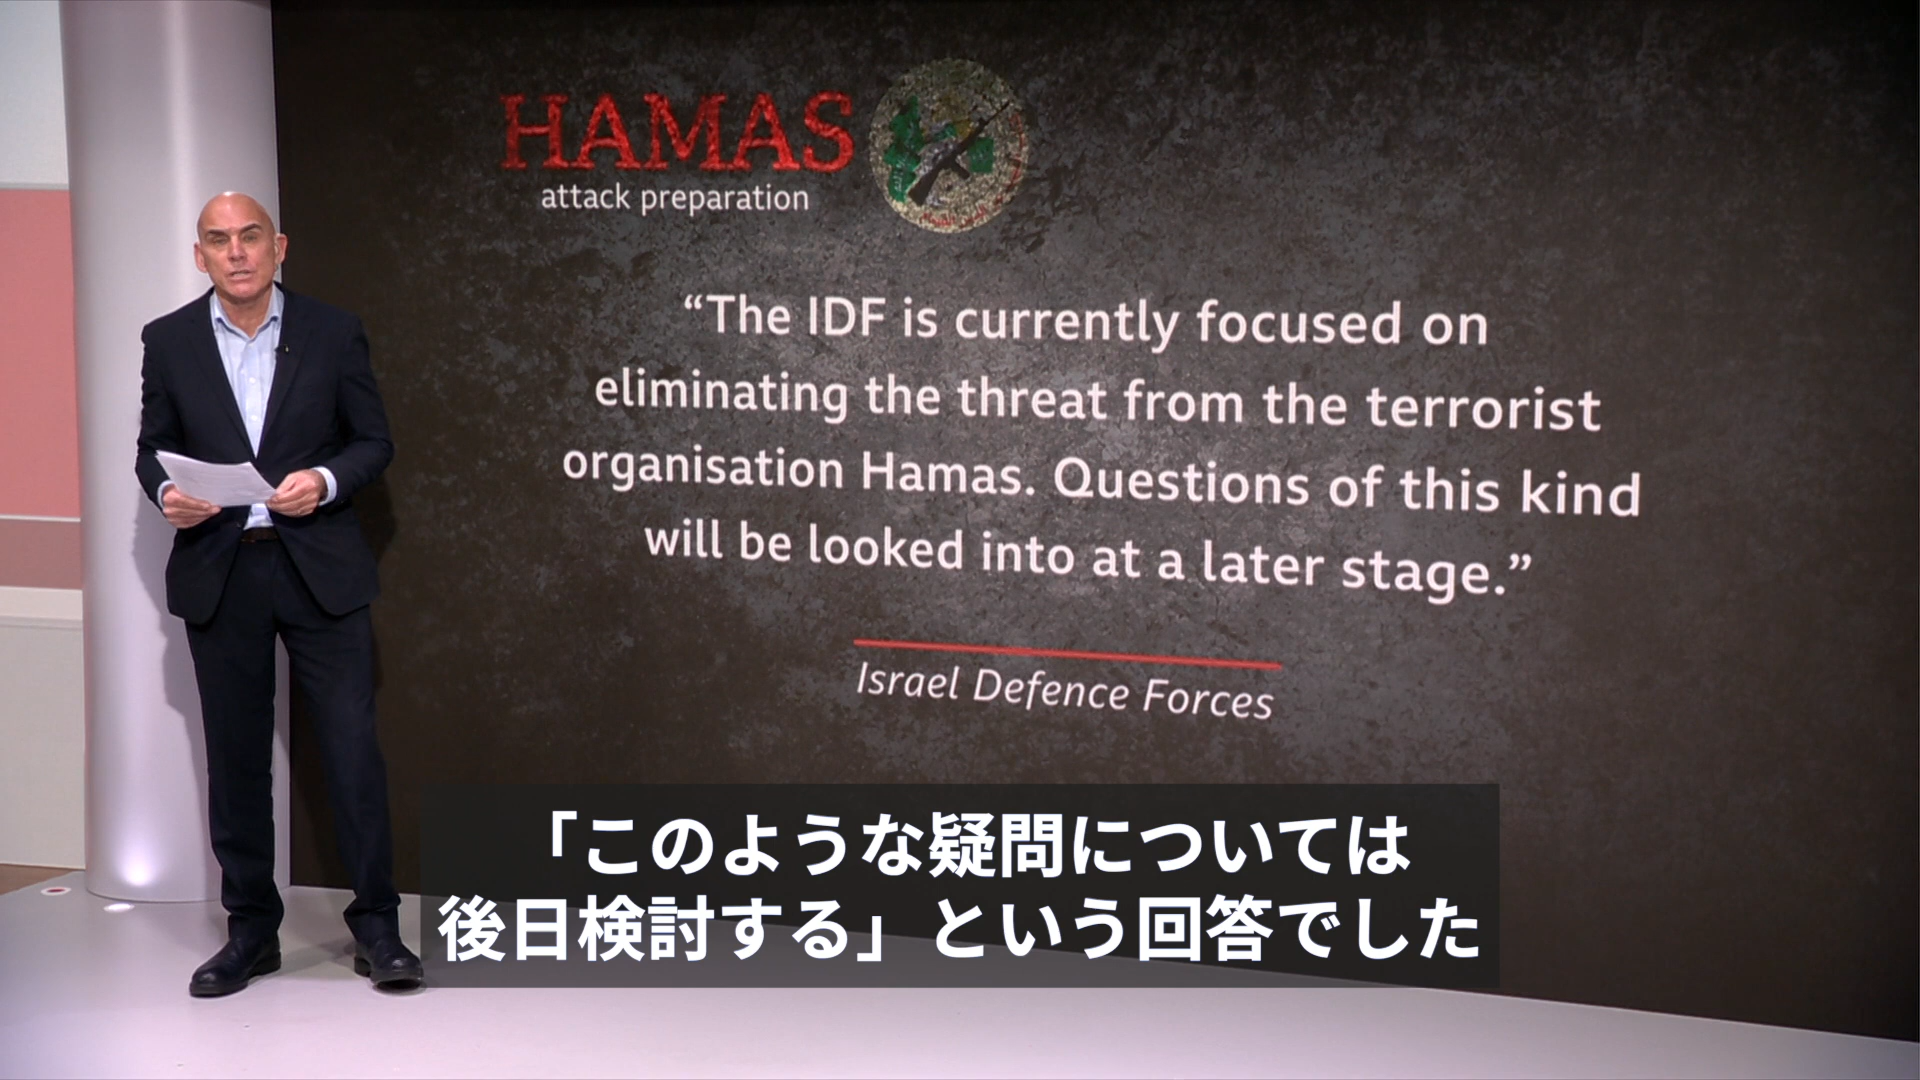 HAMAS
attack preparation
“The IDF is currently focused on
eliminating the threat from the terrorist
organisation Hamas. Questions of this kind
will be looked into at a later stage.”
Israel Defence Forces
「このような疑問については
後日検討する」という回答でした